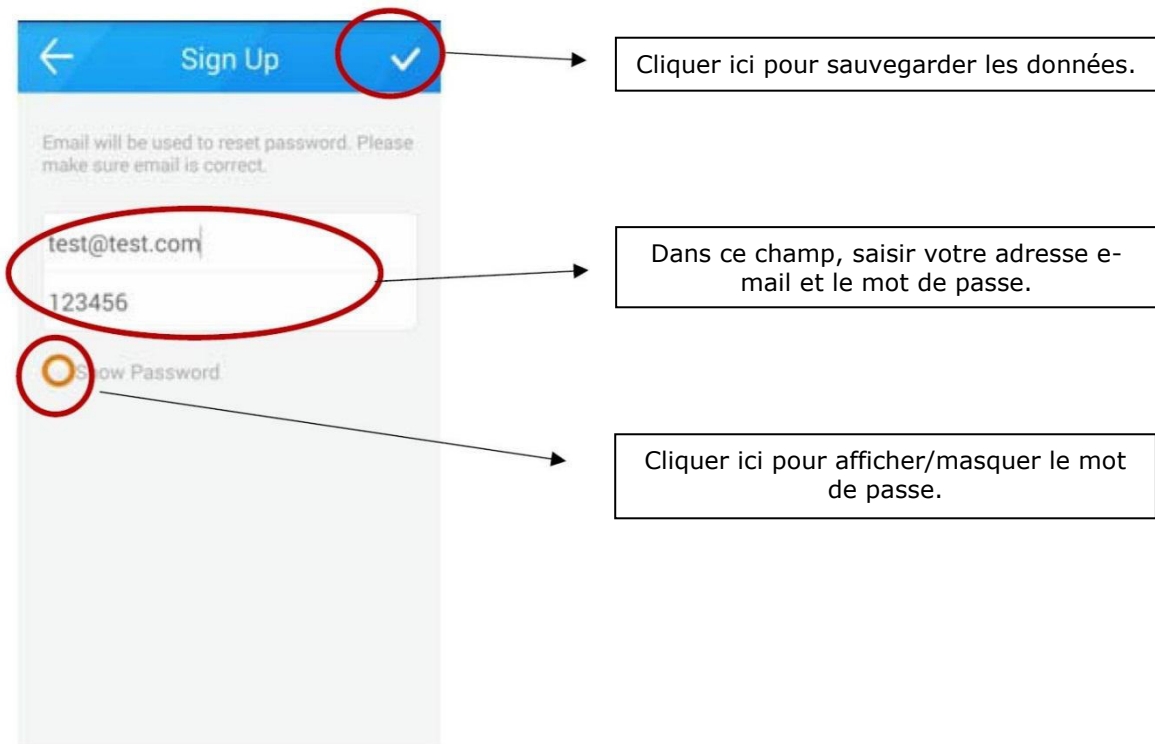 Sign Up
Cliquer ici pour sauvegarder les données.
Email will be used to reset password. Please
make sure email is correct.
test@test.com
123456
Dans ce champ, saisir votre adresse e-
mail et le mot de passe.
Show Password
Cliquer ici pour afficher/masquer le mot
de passe.